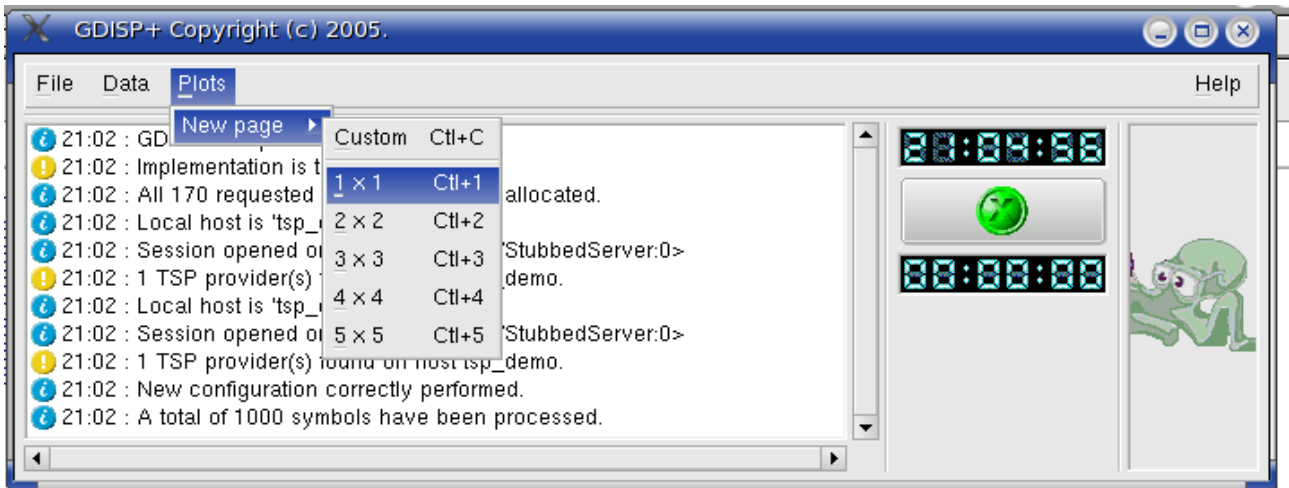 GDISP+ Copyright (c) 2005.
File Data Plots Help
New page
Custom Ctl+C
1 x 1 Ctl+1
2 x 2 Ctl+2
3 x 3 Ctl+3
4 x 4 Ctl+4
5 x 5 Ctl+5
21:02 : GD
21:02 : Implementation is t
21:02 : All 170 requested allocated.
21:02 : Local host is 'tsp_
21:02 : Session opened o 'StubbedServer:0>
21:02 : 1 TSP provider(s) _demo.
21:02 : Local host is 'tsp_
21:02 : Session opened o 'StubbedServer:0>
21:02 : 1 TSP provider(s) found on host tsp_demo.
21:02 : New configuration correctly performed.
21:02 : A total of 1000 symbols have been processed.